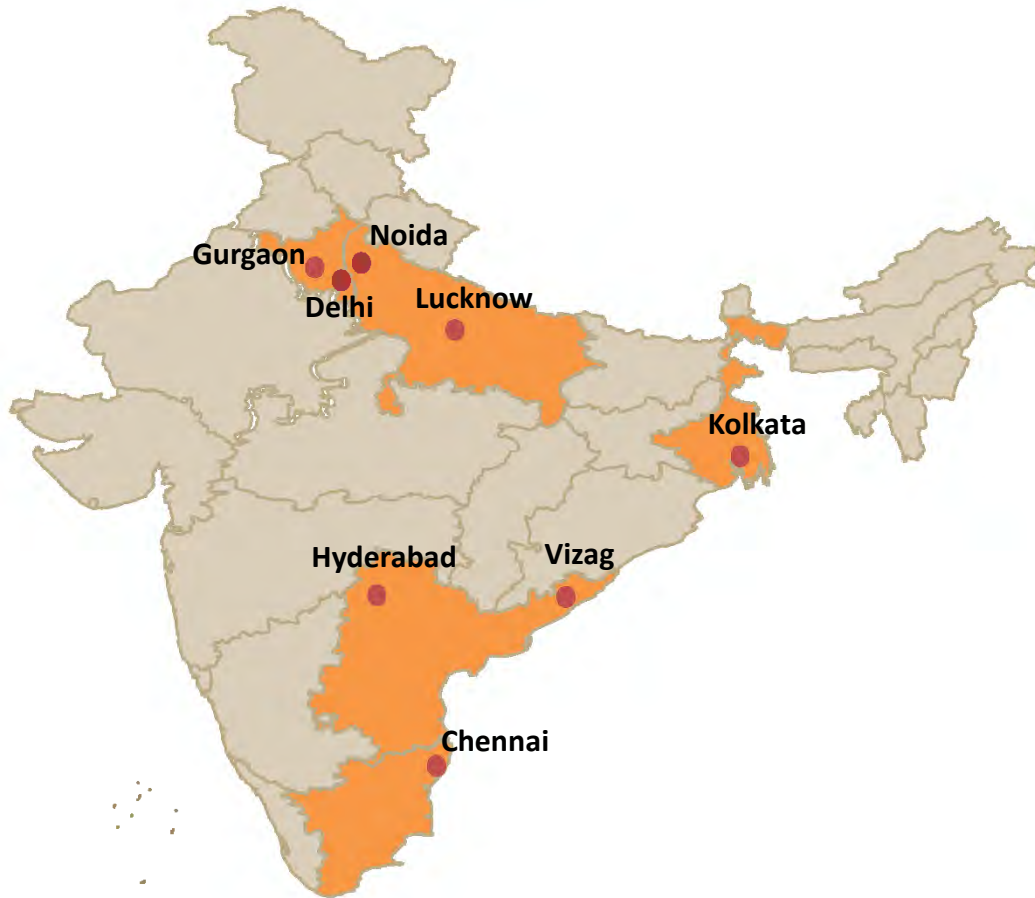 Noida
Gurgaon
Delhi
Lucknow
Kolkata
Hyderabad
Vizag
Chennai